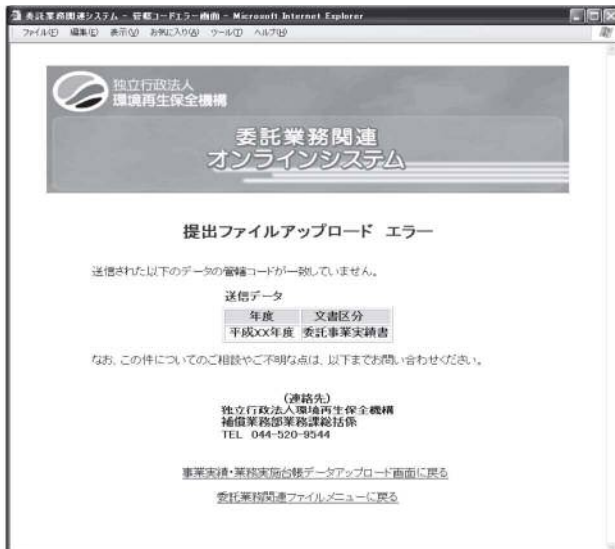 委託業務関連システム - 管轄コードエラー画面 - Microsoft Internet Explorer
ファイル(F) 編集(E) 表示(V) お気に入り(A) ツール(T) ヘルプ(H)
独立行政法人
環境再生保全機構
委託業務関連
オンラインシステム
提出ファイルアップロード エラー
送信された以下のデータの管轄コードが一致していません。
送信データ
年度 文書区分
平成XX年度 委託事業実績書
なお、この件についてのご相談やご不明な点は、以下までお問い合わせください。
(連絡先)
独立行政法人環境再生保全機構
補償業務部業務課総括係
TEL 044-520-9544
事業実績・業務実施台帳データアップロード画面に戻る
委託業務関連ファイルメニューに戻る